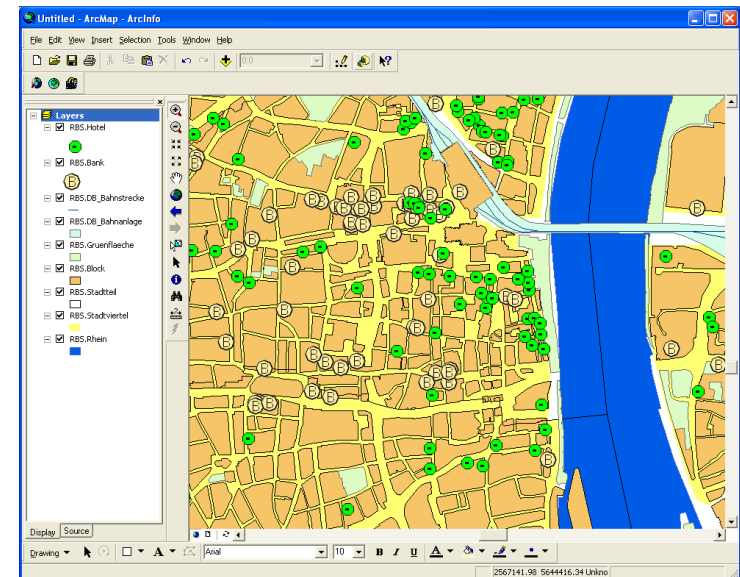 Untitled - ArcMap - ArcInfo
File Edit View Insert Selection Tools Window Help
0:0
Layers
RBS.Hotel
RBS.Bank
B
RBS.DB_Bahnstrecke
RBS.DB_Bahnanlage
RBS.Gruenflaeche
RBS.Block
RBS.Stadtteil
RBS.Stadtviertel
RBS.Rhein
Display Source
Drawing A Arial 10 B I U A
2567141.98 5644416.34 Unkno